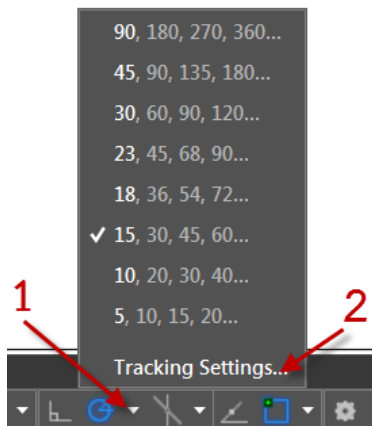 90, 180, 270, 360...
45, 90, 135, 180...
30, 60, 90, 120...
23, 45, 68, 90...
18, 36, 54, 72...
15, 30, 45, 60...
10, 20, 30, 40...
5, 10, 15, 20...
1
2
Tracking Settings...